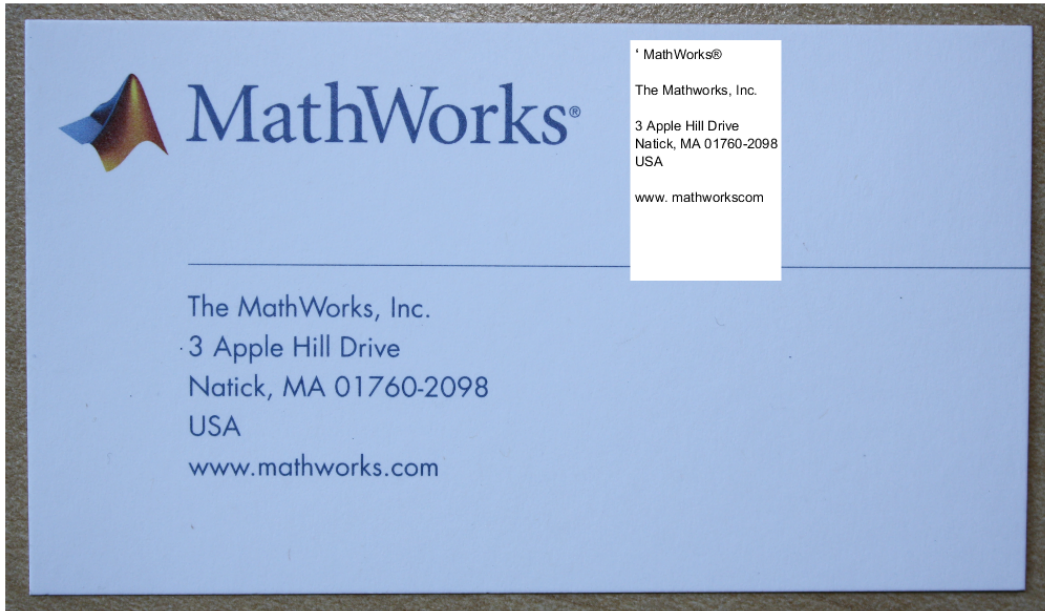 MathWorks®
‘ MathWorks®
The Mathworks, Inc.
3 Apple Hill Drive
Natick, MA 01760-2098
USA
www. mathworkscom
The MathWorks, Inc.
3 Apple Hill Drive
Natick, MA 01760-2098
USA
www.mathworks.com